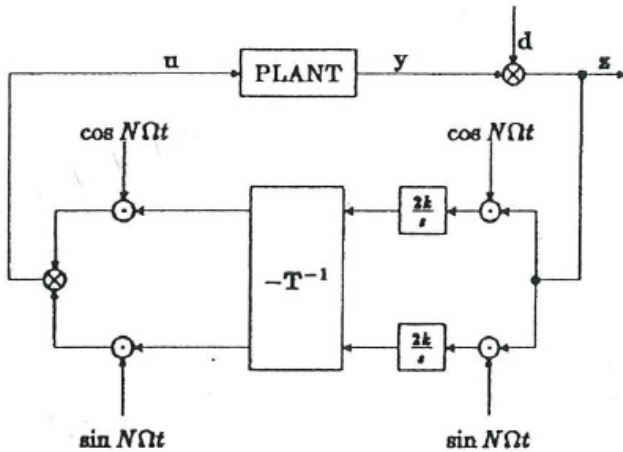 d
u
PLANT
y
z
cos NΩt
cos NΩt
2k/s
−T⁻¹
2k/s
sin NΩt
sin NΩt